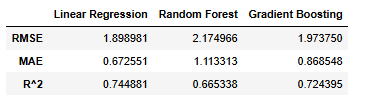 Linear Regression Random Forest Gradient Boosting
RMSE 1.898981 2.174966 1.973750
MAE 0.672551 1.113313 0.868548
R^2 0.744881 0.665338 0.724395